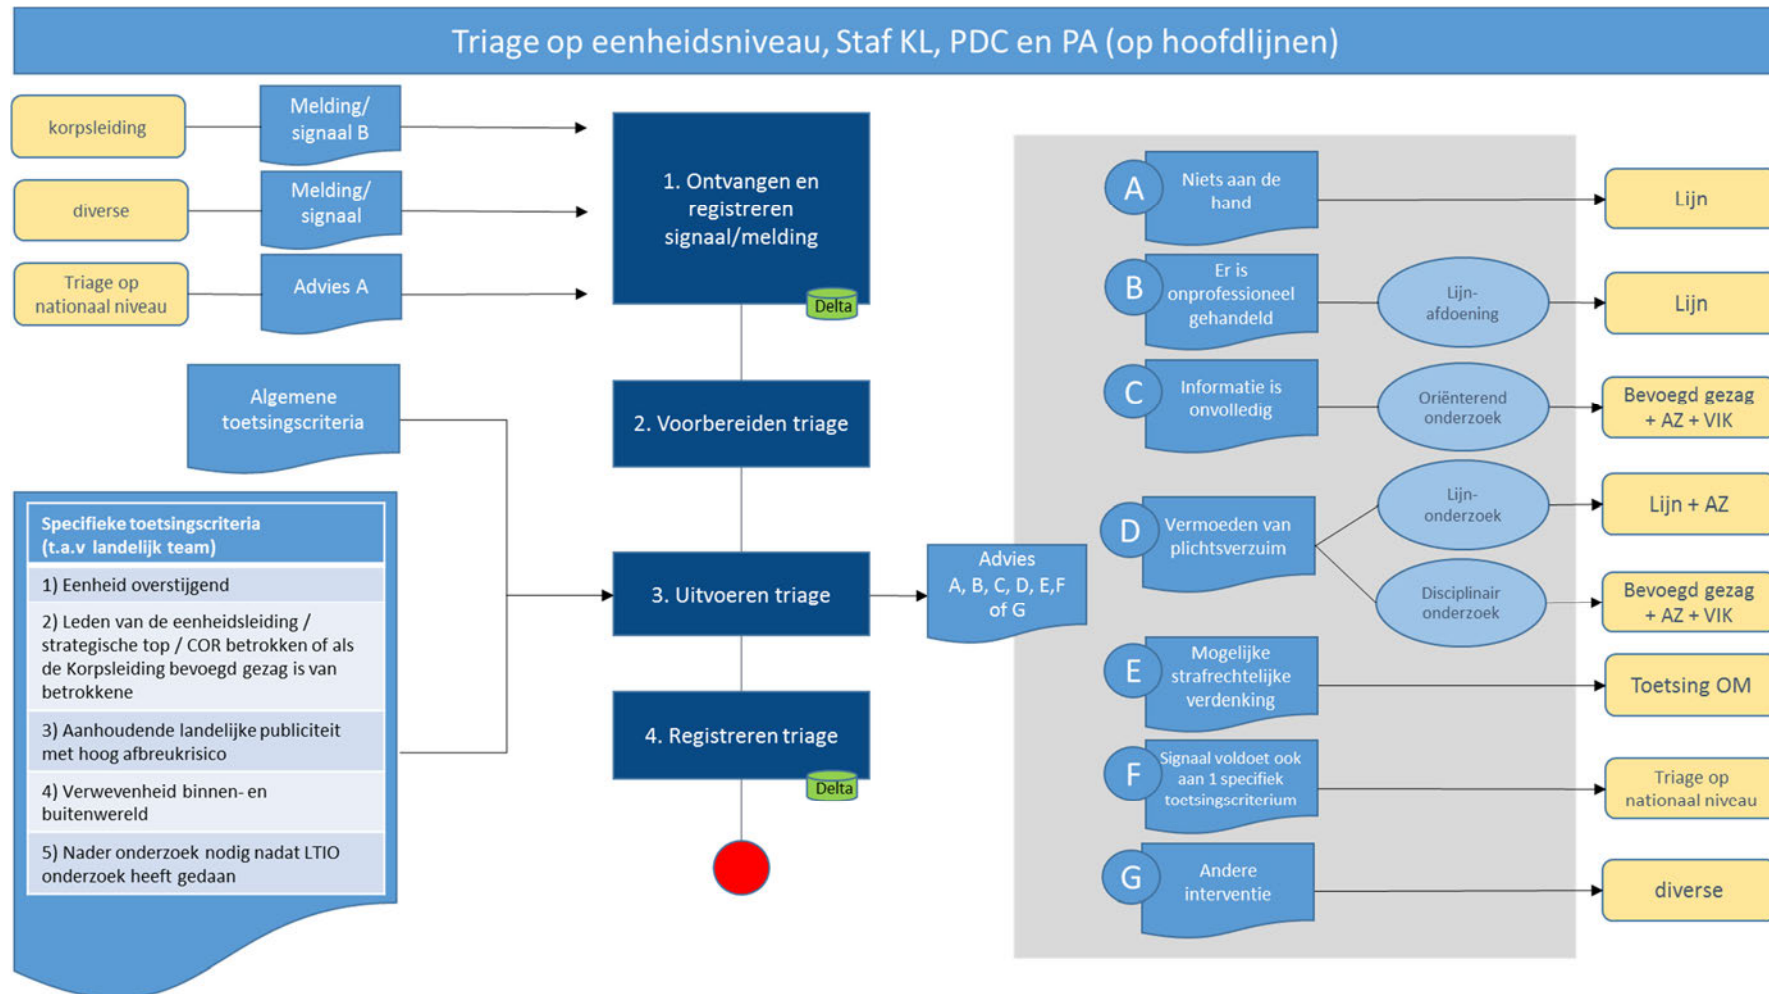 Triage op eenheidsniveau, Staf KL, PDC en PA (op hoofdlijnen)
korpsleiding
Melding/
signaal B
diverse
Melding/
signaal
Triage op
nationaal niveau
Advies A
1. Ontvangen en
registreren
signaal/melding
Delta
Algemene
toetsingscriteria
2. Voorbereiden triage
Specifieke toetsingscriteria
(t.a.v landelijk team)
1) Eenheid overstijgend
2) Leden van de eenheidsleiding /
strategische top / COR betrokken of als
de Korpsleiding bevoegd gezag is van
betrokkene
3) Aanhoudende landelijke publiciteit
met hoog afbreukrisico
4) Verwevenheid binnen- en
buitenwereld
5) Nader onderzoek nodig nadat LTIO
onderzoek heeft gedaan
3. Uitvoeren triage
Advies
A, B, C, D, E,F
of G
4. Registreren triage
Delta
A
Niets aan de
hand
Lijn
B
Er is
onprofessioneel
gehandeld
Lijn-
afdoening
Lijn
C
Informatie is
onvolledig
Oriënterend
onderzoek
Bevoegd gezag
+ AZ + VIK
D
Vermoeden van
plichtsverzuim
Lijn-
onderzoek
Lijn + AZ
Disciplinair
onderzoek
Bevoegd gezag
+ AZ + VIK
E
Mogelijke
strafrechtelijke
verdenking
Toetsing OM
F
Signaal voldoet ook
aan 1 specifiek
toetsingscriterium
Triage op
nationaal niveau
G
Andere
interventie
diverse